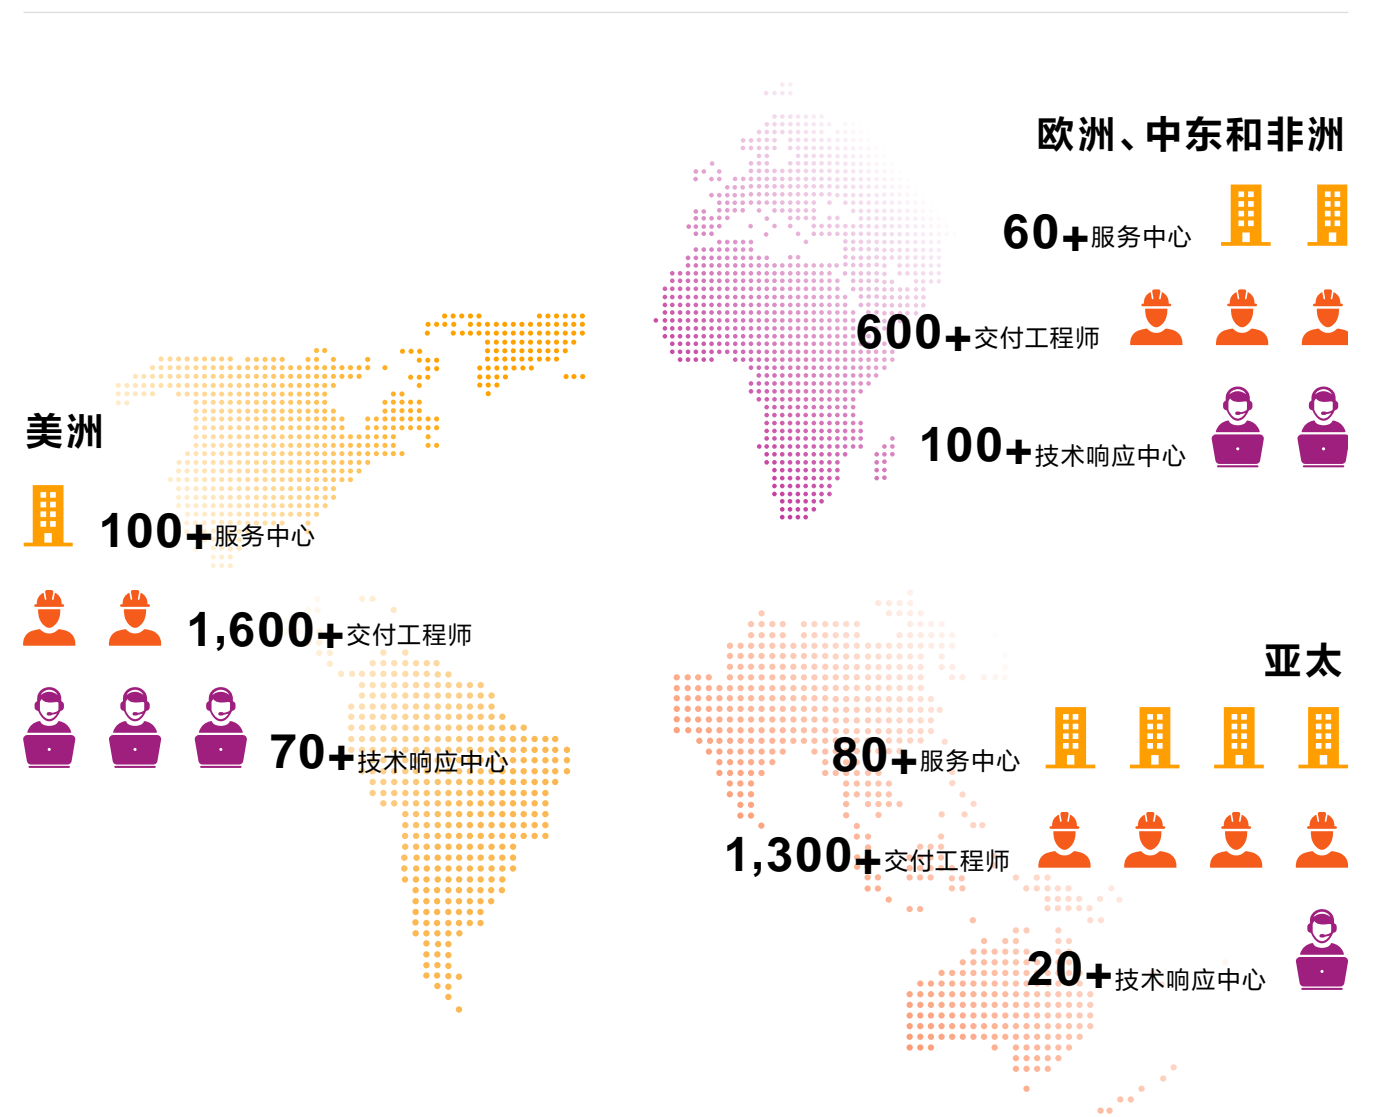 欧洲、中东和非洲
60+服务中心
600+交付工程师
100+技术响应中心
美洲
100+服务中心
1,600+交付工程师
70+技术响应中心
亚太
80+服务中心
1,300+交付工程师
20+技术响应中心